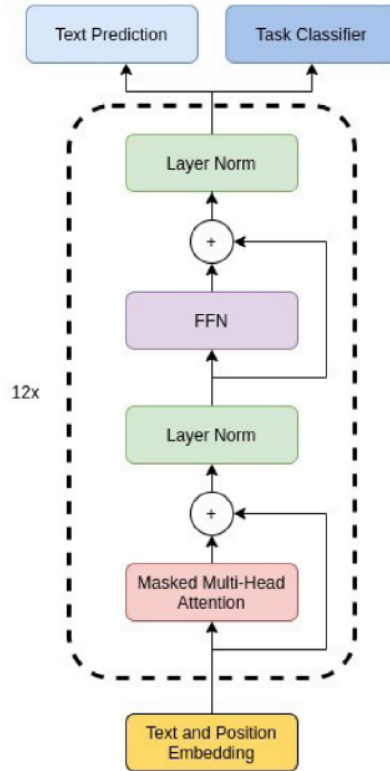 Text Prediction
Task Classifier
Layer Norm
+
FFN
12x
Layer Norm
+
Masked Multi-Head
Attention
Text and Position
Embedding